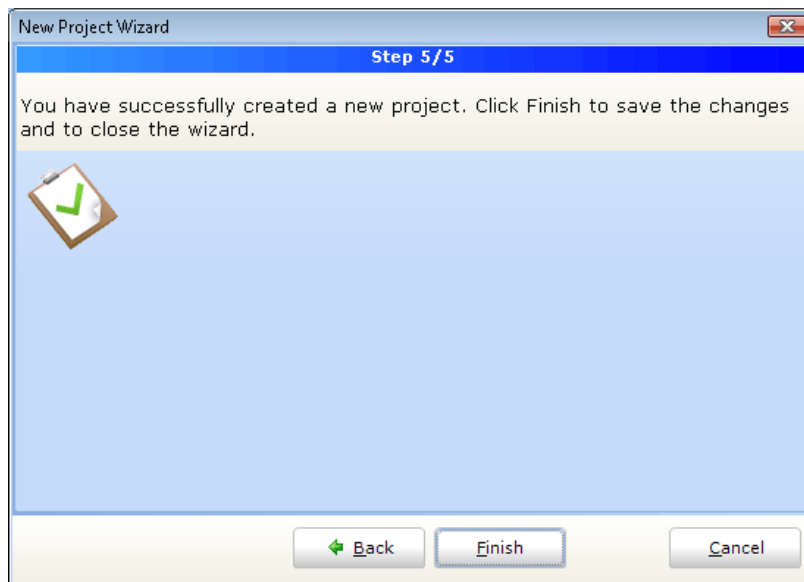 New Project Wizard
Step 5/5
You have successfully created a new project. Click Finish to save the changes
and to close the wizard.
Back
Finish
Cancel